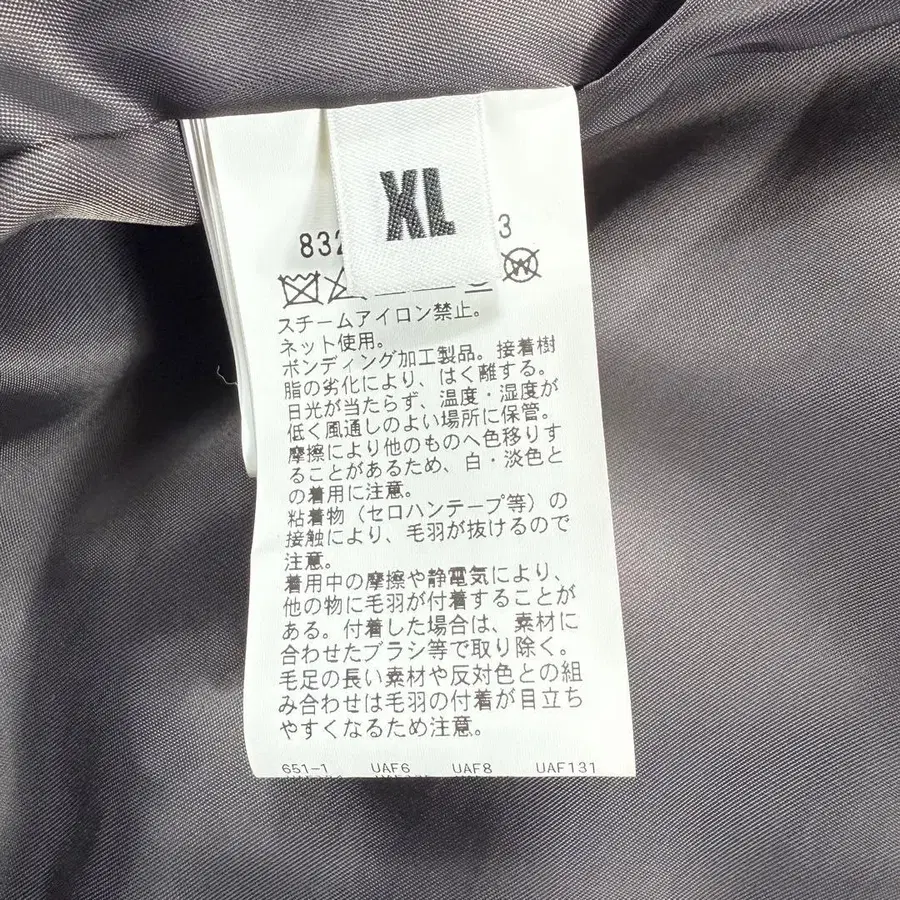 XL
832
3
W
スチームアイロン禁止。
ネット使用。
ボンディング加工製品。接着樹
脂の劣化により、はく離する。
日光が当たらず、温度・湿度が
低く風通しのよい場所に保管。
摩擦により他のものへ色移りす
ることがあるため、白・淡色と
の着用に注意。
粘着物（セロハンテープ等）の
接触により、毛羽が抜けるので
注意。
着用中の摩擦や静電気により、
他の物に毛羽が付着することが
ある。付着した場合は、素材に
合わせたブラシ等で取り除く。
毛足の長い素材や反対色との組
み合わせは毛羽の付着が目立ち
やすくなるため注意。
651-1 UAF6 UAF8 UAF131